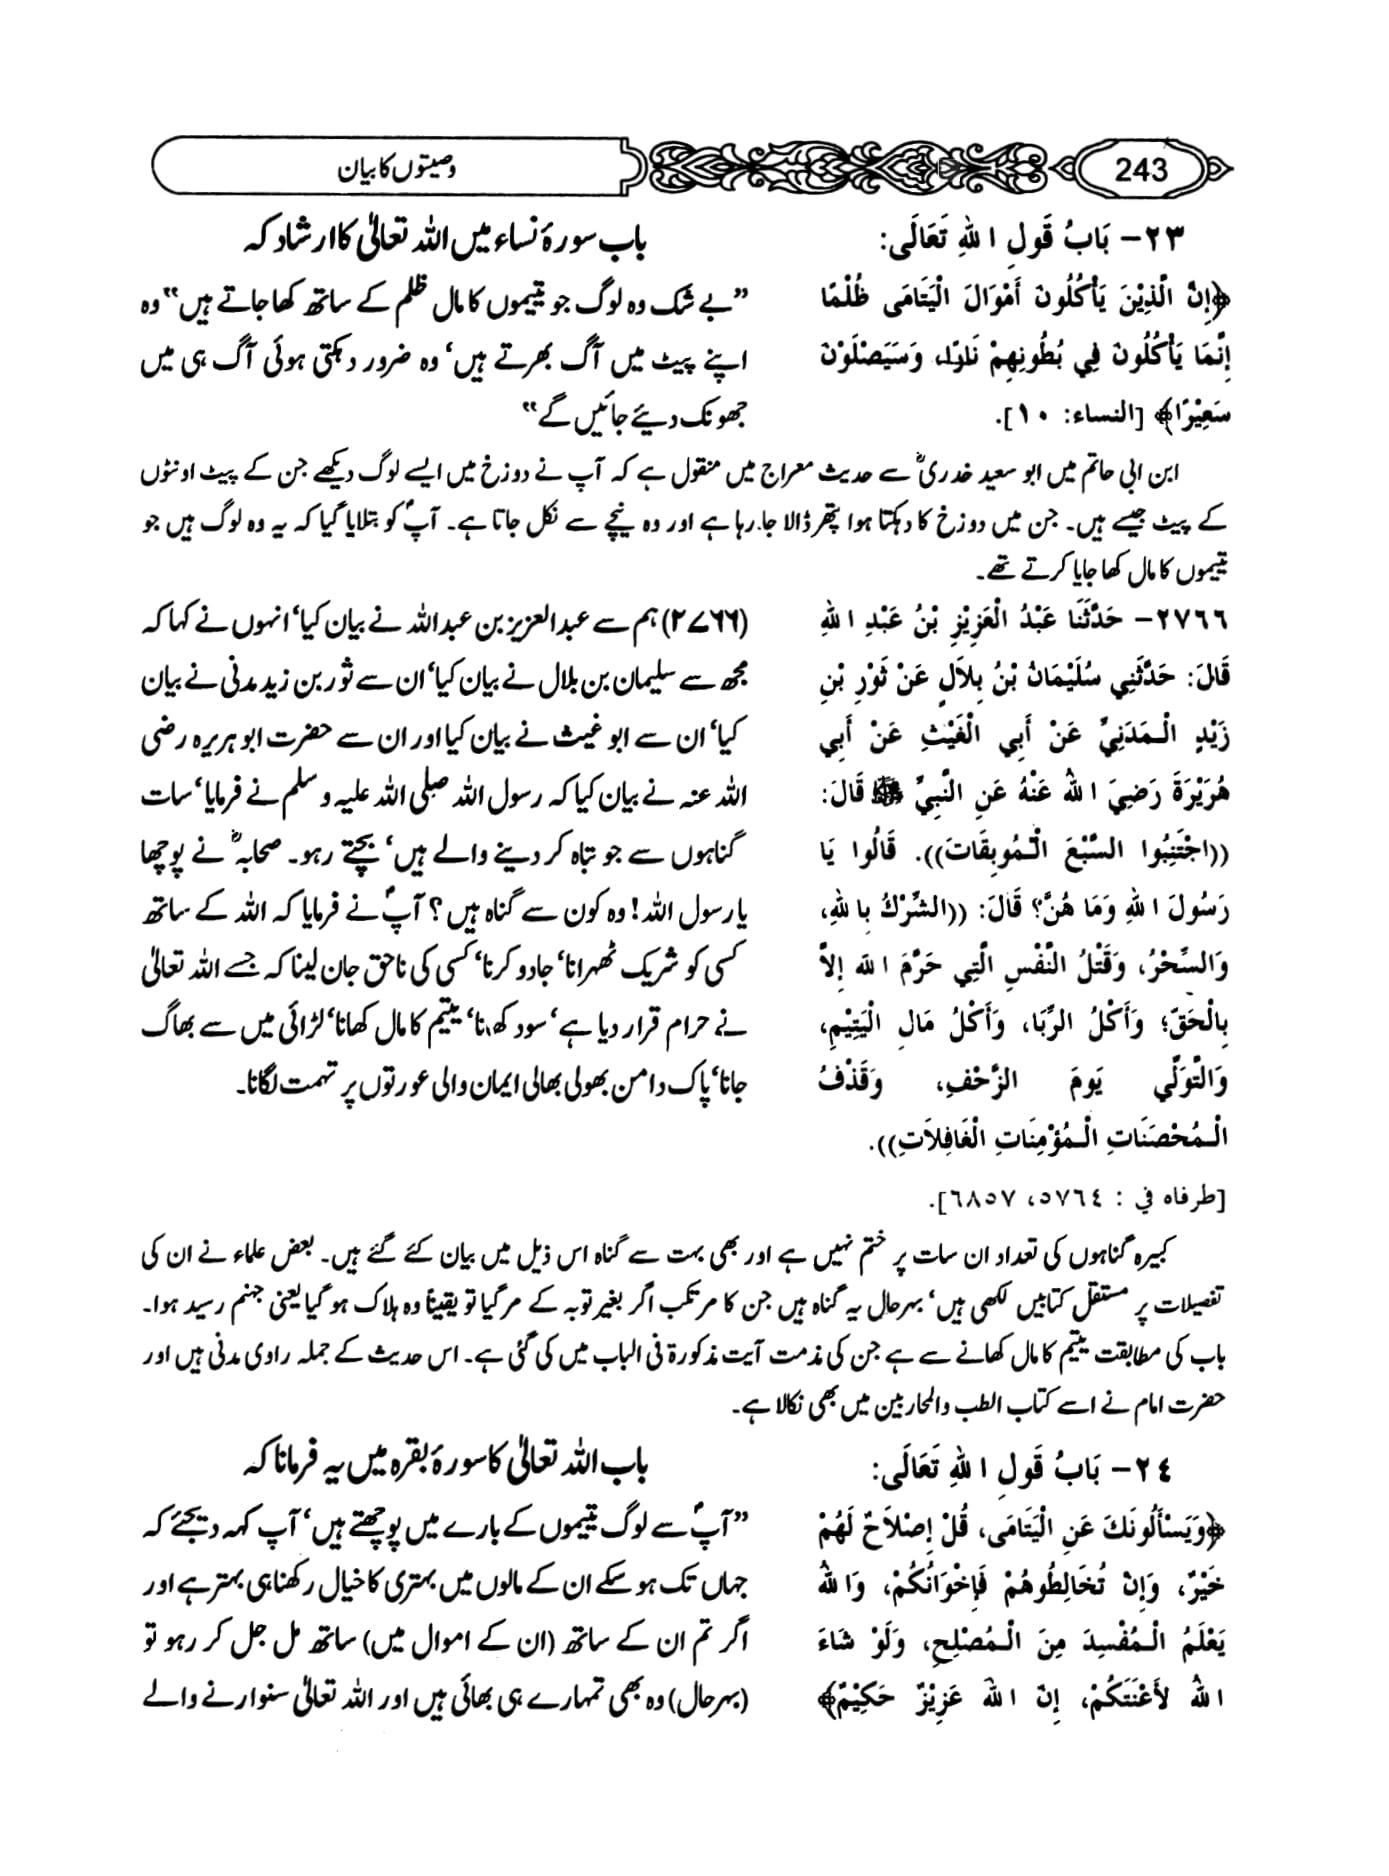 243
وصیتوں کا بیان
٢٣- بَابُ قَولِ اللهِ تَعَالَى:
﴿إِنَّ الَّذِيْنَ يَأْكُلُونَ أَمْوَالَ الْيَتَامَى ظُلْمًا
إِنَّمَا يَأْكُلُونَ فِي بُطُونِهِمْ نَارًا، وَسَيَصْلَوْنَ
سَعِيْرًا﴾ [النساء: ١٠].
باب سورۂ نساء میں اللہ تعالیٰ کا ارشاد کہ
”بے شک وہ لوگ جو یتیموں کا مال ظلم کے ساتھ کھا جاتے ہیں“ وہ
اپنے پیٹ میں آگ بھرتے ہیں‘ وہ ضرور دہکتی ہوئی آگ ہی میں
جھونک دیئے جائیں گے“
ابن ابی حاتم میں ابو سعید خدریؓ سے حدیث معراج میں منقول ہے کہ آپ نے دوزخ میں ایسے لوگ دیکھے جن کے پیٹ اونٹوں
کے پیٹ جیسے ہیں۔ جن میں دوزخ کا دہکتا ہوا پتھر ڈالا جا رہا ہے اور وہ نیچے سے نکل جاتا ہے۔ آپؐ کو بتلایا گیا کہ یہ وہ لوگ ہیں جو
یتیموں کا مال کھا جایا کرتے تھے۔
٢٧٦٦- حَدَّثَنَا عَبْدُ الْعَزِيْزِ بْنُ عَبْدِ اللهِ
قَالَ: حَدَّثَنِي سُلَيْمَانُ بْنُ بِلاَلٍ عَنْ ثَوْرِ بْنِ
زَيْدٍ الْمَدَنِيِّ عَنْ أَبِي الْغَيْثِ عَنْ أَبِي
هُرَيْرَةَ رَضِيَ اللهُ عَنْهُ عَنِ النَّبِيِّ ﷺ قَالَ:
((اجْتَنِبُوا السَّبْعَ الْمُوبِقَاتَ)). قَالُوا يَا
رَسُولَ اللهِ وَمَا هُنَّ؟ قَالَ: ((الشِّرْكُ بِاللهِ،
وَالسِّحْرُ، وَقَتْلُ النَّفْسِ الَّتِي حَرَّمَ اللهُ إِلاَّ
بِالْحَقِّ؛ وَأَكْلُ الرِّبَا، وَأَكْلُ مَالِ الْيَتِيْمِ،
وَالتَّوَلِّي يَومَ الزَّحْفِ، وَقَذْفُ
الْمُحْصَنَاتِ الْمُؤْمِنَاتِ الْغَافِلاَتِ)).
[طرفاه في : ٥٧٦٤، ٦٨٥٧].
(۲۷۶۶) ہم سے عبدالعزیز بن عبداللہ نے بیان کیا‘ انہوں نے کہا کہ
مجھ سے سلیمان بن بلال نے بیان کیا‘ ان سے ثور بن زید مدنی نے بیان
کیا‘ ان سے ابو غیث نے بیان کیا اور ان سے حضرت ابو ہریرہ رضی
اللہ عنہ نے بیان کیا کہ رسول اللہ صلی اللہ علیہ وسلم نے فرمایا‘ سات
گناہوں سے جو تباہ کر دینے والے ہیں‘ بچتے رہو۔ صحابہؓ نے پوچھا
یا رسول اللہ! وہ کون سے گناہ ہیں؟ آپؐ نے فرمایا کہ اللہ کے ساتھ
کسی کو شریک ٹھہرانا‘ جادو کرنا‘ کسی کی ناحق جان لینا کہ جسے اللہ تعالیٰ
نے حرام قرار دیا ہے‘ سود کھانا‘ یتیم کا مال کھانا‘ لڑائی میں سے بھاگ
جانا‘ پاک دامن بھولی بھالی ایمان والی عورتوں پر تہمت لگانا۔
کبیرہ گناہوں کی تعداد ان سات پر ختم نہیں ہے اور بھی بہت سے گناہ اس ذیل میں بیان کئے گئے ہیں۔ بعض علماء نے ان کی
تفصیلات پر مستقل کتابیں لکھی ہیں‘ بہرحال یہ گناہ ہیں جن کا مرتکب اگر بغیر توبہ کے مر گیا تو یقیناً وہ ہلاک ہو گیا یعنی جہنم رسید ہوا۔
باب کی مطابقت یتیم کا مال کھانے سے ہے جن کی مذمت آیت مذکورۃ فی الباب میں کی گئی ہے۔ اس حدیث کے جملہ راوی مدنی ہیں اور
حضرت امام نے اسے کتاب الطب والمحاربین میں بھی نکالا ہے۔
٢٤- بَابُ قَولِ اللهِ تَعَالَى:
﴿وَيَسْأَلُونَكَ عَنِ الْيَتَامَى، قُلْ إِصْلاَحٌ لَهُمْ
خَيْرٌ، وَإِنْ تُخَالِطُوهُمْ فَإِخْوَانُكُمْ، وَاللهُ
يَعْلَمُ الْمُفْسِدَ مِنَ الْمُصْلِحِ، وَلَوْ شَاءَ
اللهُ لأَعْنَتَكُمْ، إِنَّ اللهَ عَزِيْزٌ حَكِيْمٌ﴾
باب اللہ تعالیٰ کا سورۂ بقرہ میں یہ فرمانا کہ
”آپؐ سے لوگ یتیموں کے بارے میں پوچھتے ہیں‘ آپ کہہ دیجئے کہ
جہاں تک ہو سکے ان کے مالوں میں بہتری کا خیال رکھنا ہی بہتر ہے اور
اگر تم ان کے ساتھ (ان کے اموال میں) ساتھ مل جل کر رہو تو
(بہرحال) وہ بھی تمہارے ہی بھائی ہیں اور اللہ تعالیٰ سنوارنے والے